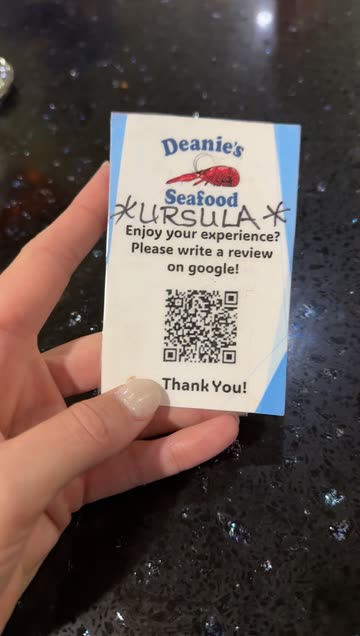 Deanie's
Seafood
*URSULA*
Enjoy your experience?
Please write a review
on google!
Thank You!